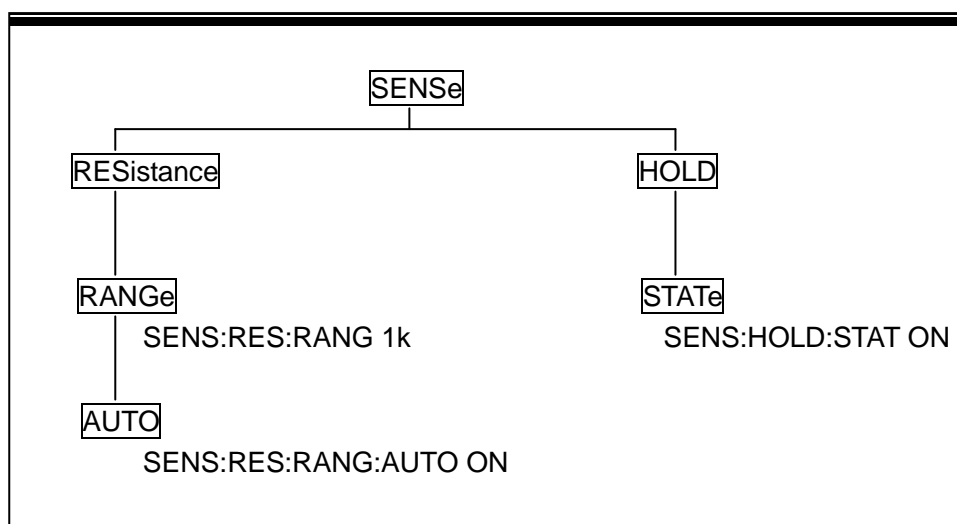 SENSe
RESistance
HOLD
RANGe
STATe
SENS:RES:RANG 1k
SENS:HOLD:STAT ON
AUTO
SENS:RES:RANG:AUTO ON